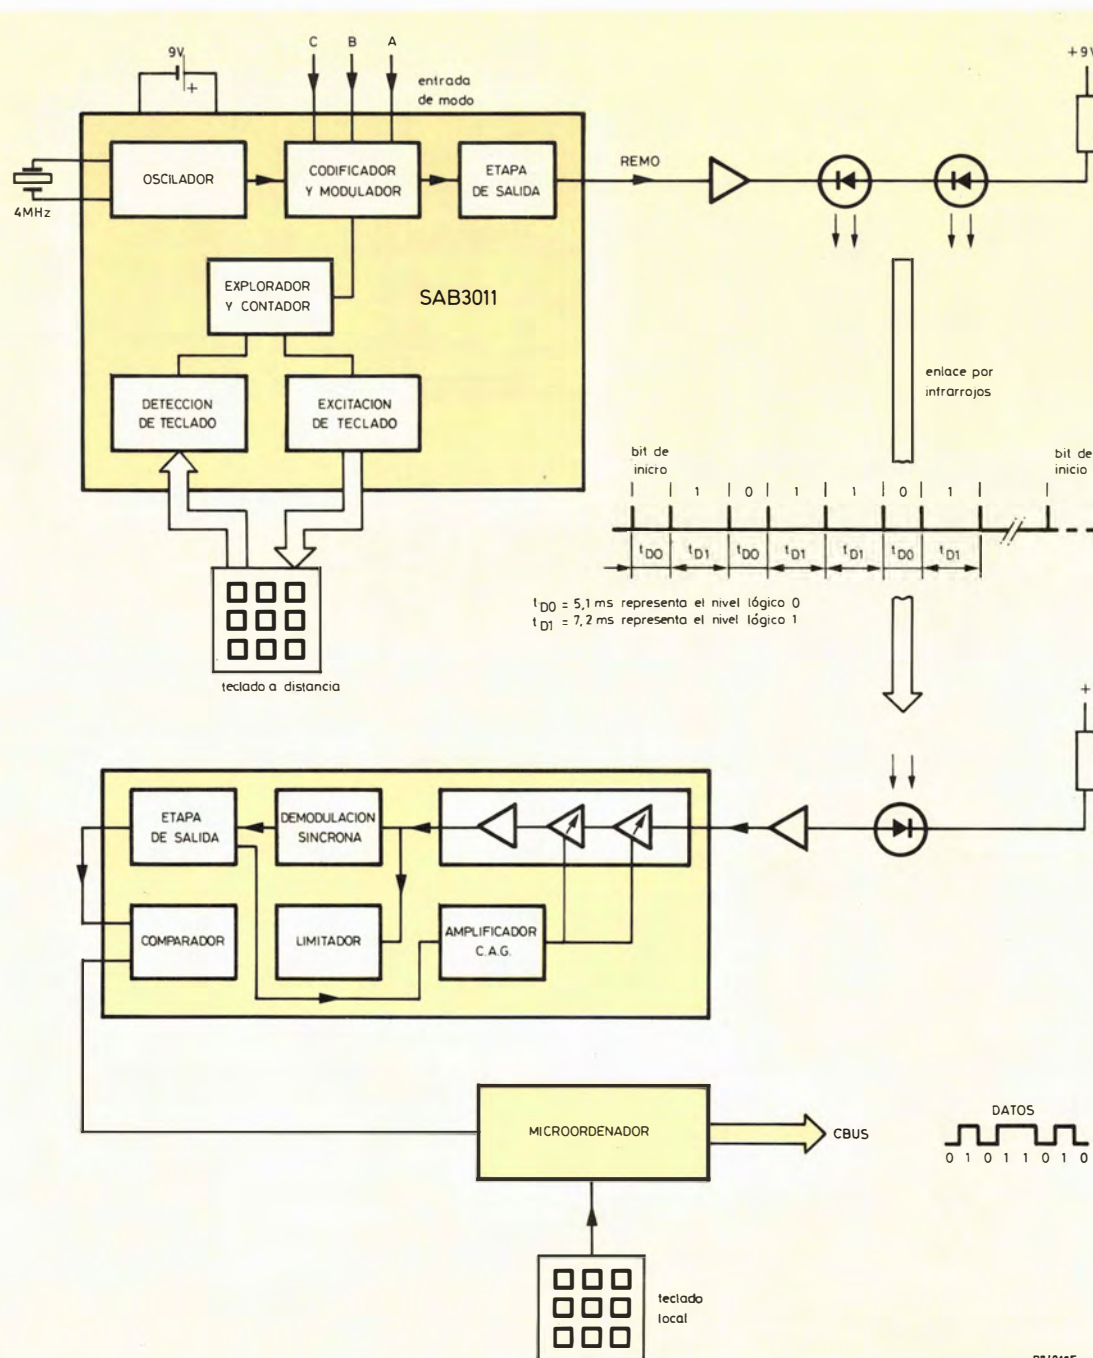 9V
+
C B A
entrada
de modo
+9V
4MHz
OSCILADOR
CODIFICADOR
Y MODULADOR
ETAPA
DE SALIDA
REMO
EXPLORADOR
Y CONTADOR
SAB3011
DETECCION
DE TECLADO
EXCITACION
DE TECLADO
enlace por
infrarrojos
bit de
inicro
bit de
inicio
1 0 1 1 0 1
tD0 tD1 tD0 tD1 tD1 tD0 tD1
tD0 = 5,1 ms representa el nivel lógico 0
tD1 = 7,2 ms representa el nivel lógico 1
teclado a distancia
+
ETAPA
DE SALIDA
DEMODULACION
SINCRONA
COMPARADOR
LIMITADOR
AMPLIFICADOR
C.A.G.
MICROORDENADOR
CBUS
DATOS
0 1 0 1 1 0 1 0
teclado
local